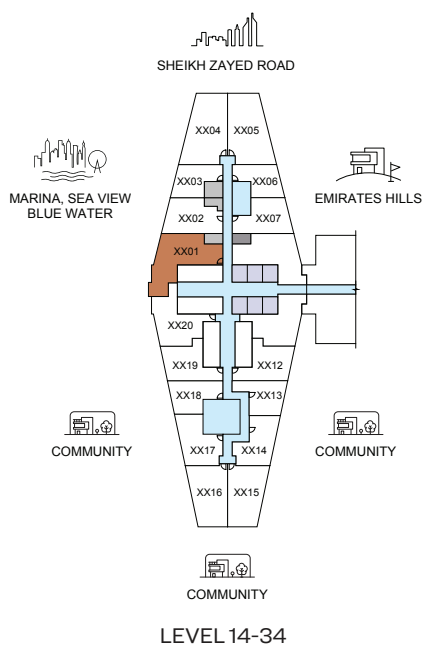 SHEIKH ZAYED ROAD
XX04 XX05
XX03 XX06
MARINA, SEA VIEW
BLUE WATER
EMIRATES HILLS
XX02 XX07
XX01
XX20
XX19 XX12
XX18 XX13
COMMUNITY
COMMUNITY
XX17 XX14
XX16 XX15
COMMUNITY
LEVEL 14-34